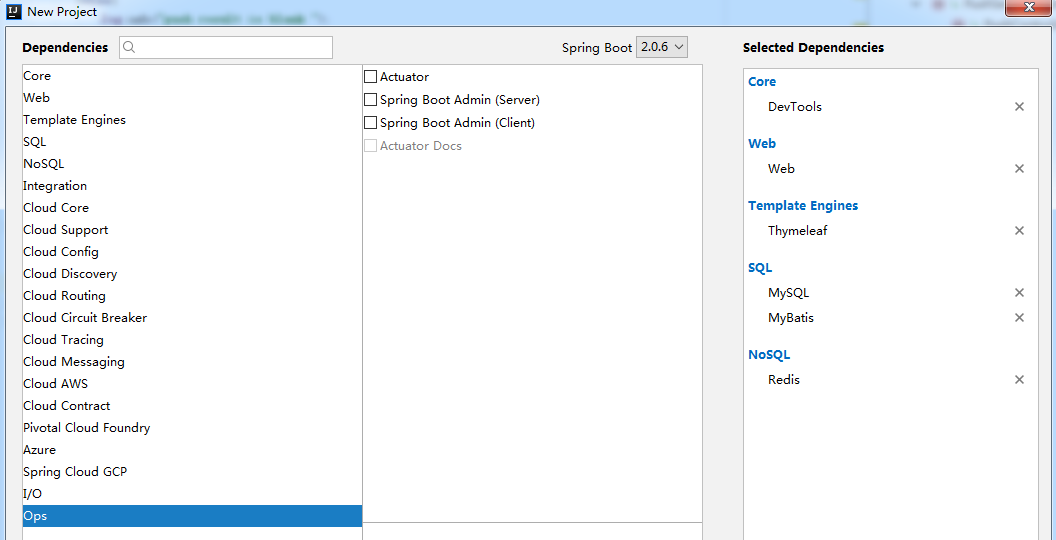 IJ New Project
Dependencies
Spring Boot 2.0.6
Selected Dependencies
Core
Web
Template Engines
SQL
NoSQL
Integration
Cloud Core
Cloud Support
Cloud Config
Cloud Discovery
Cloud Routing
Cloud Circuit Breaker
Cloud Tracing
Cloud Messaging
Cloud AWS
Cloud Contract
Pivotal Cloud Foundry
Azure
Spring Cloud GCP
I/O
Ops
Actuator
Spring Boot Admin (Server)
Spring Boot Admin (Client)
Actuator Docs
Core
DevTools
Web
Web
Template Engines
Thymeleaf
SQL
MySQL
MyBatis
NoSQL
Redis